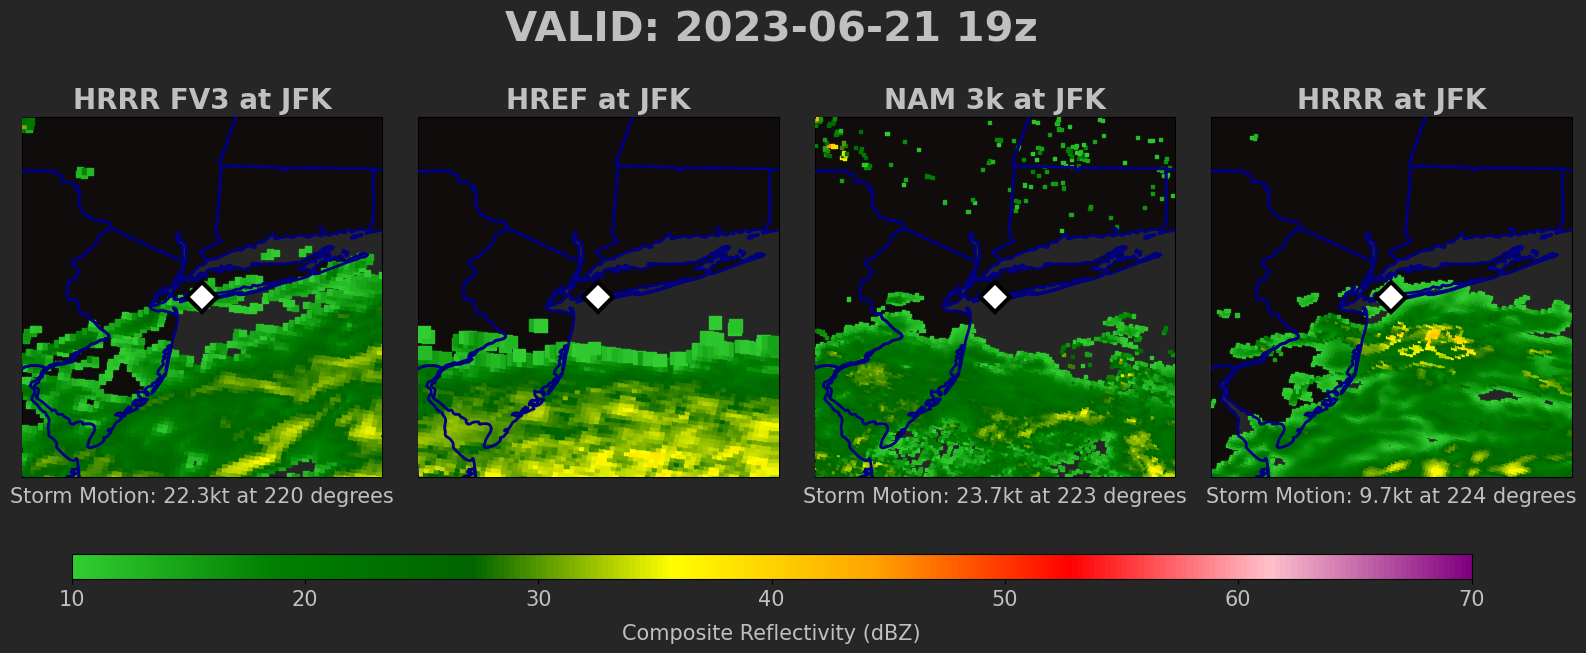 VALID: 2023-06-21 19z
HRRR FV3 at JFK
HREF at JFK
NAM 3k at JFK
HRRR at JFK
Storm Motion: 22.3kt at 220 degrees
Storm Motion: 23.7kt at 223 degrees
Storm Motion: 9.7kt at 224 degrees
10 20 30 40 50 60 70
Composite Reflectivity (dBZ)